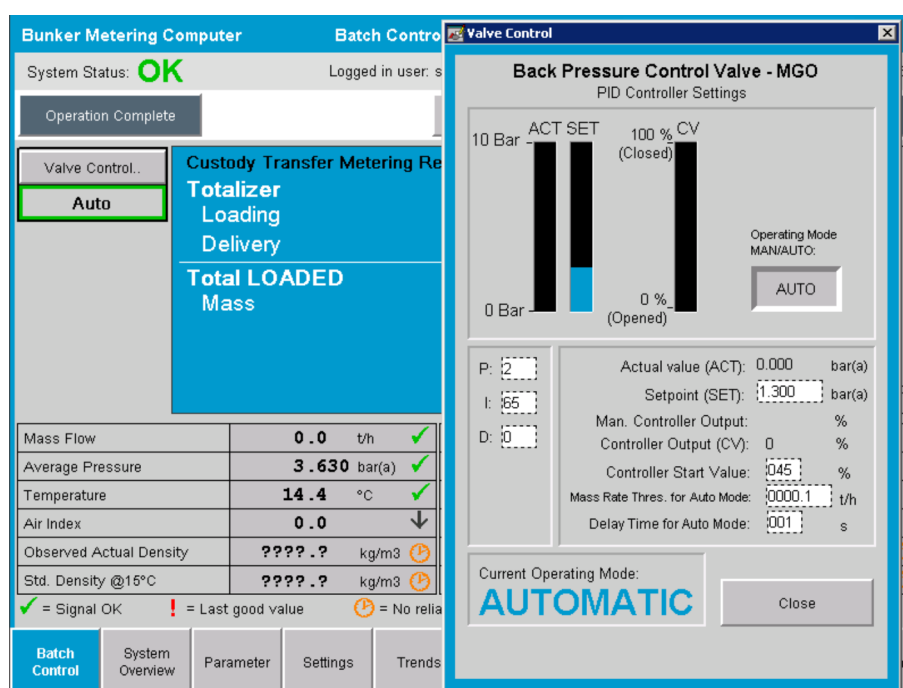 Bunker Metering Computer Batch Contro
System Status: OK Logged in user: s
Operation Complete
Valve Control..
Auto
Custody Transfer Metering Re
Totalizer
Loading
Delivery
Total LOADED
Mass
Mass Flow 0.0 t/h
Average Pressure 3.630 bar(a)
Temperature 14.4 °C
Air Index 0.0
Observed Actual Density ????.? kg/m3
Std. Density @15°C ????.? kg/m3
= Signal OK ! = Last good value = No relia
Batch Control
System Overview
Parameter
Settings
Trends
Valve Control
Back Pressure Control Valve - MGO
PID Controller Settings
ACT SET CV
10 Bar 100 %
(Closed)
Operating Mode
MAN/AUTO:
AUTO
0 Bar 0 %
(Opened)
P: 2
I: 65
D: 0
Actual value (ACT): 0.000 bar(a)
Setpoint (SET): 1.300 bar(a)
Man. Controller Output: %
Controller Output (CV): 0 %
Controller Start Value: 045 %
Mass Rate Thres. for Auto Mode: 0000.1 t/h
Delay Time for Auto Mode: 001 s
Current Operating Mode:
AUTOMATIC
Close